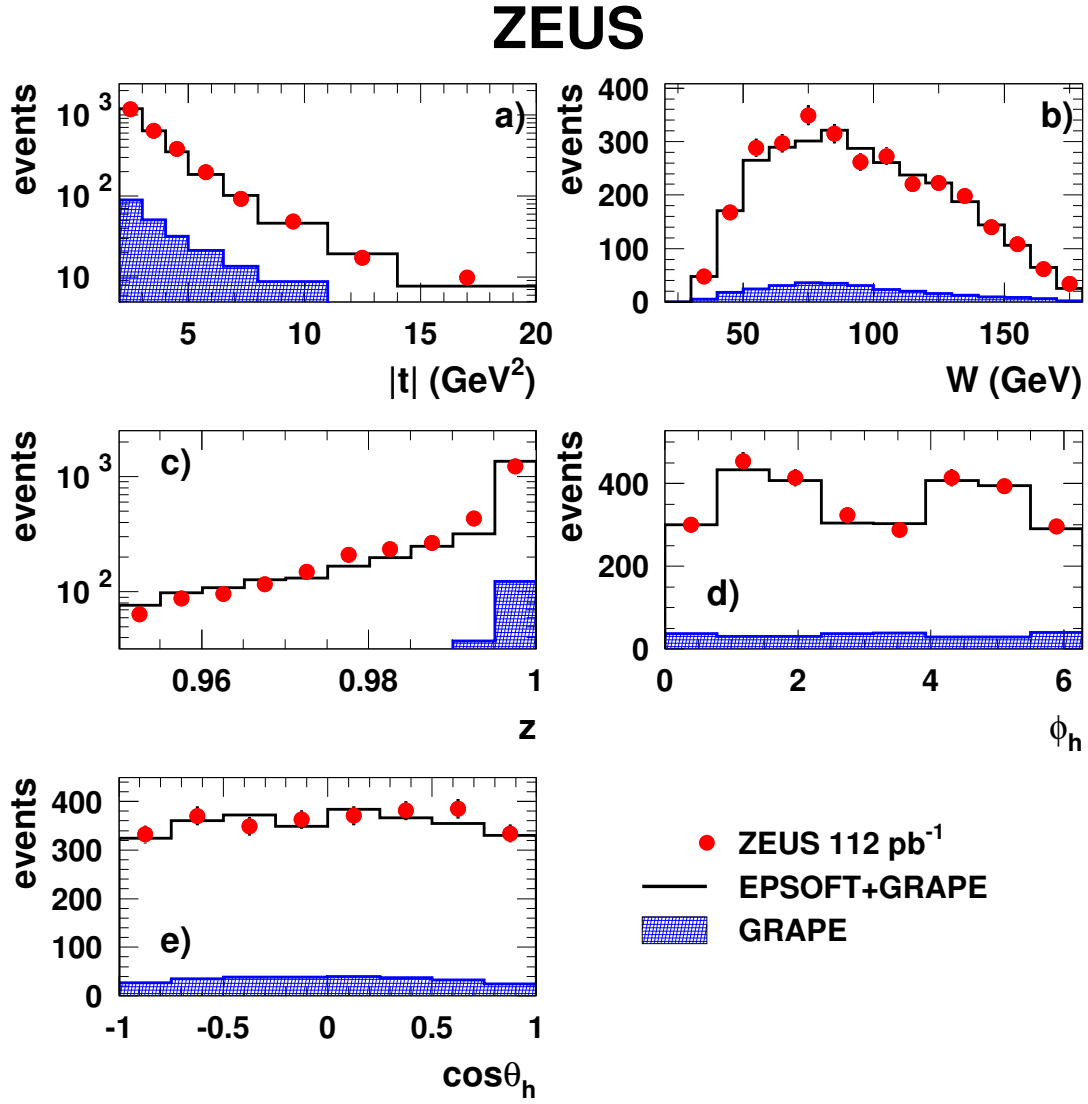 ZEUS
events
10^3
10^2
10
a)
5 10 15 20
|t| (GeV^2)
events
400
300
200
100
0
b)
50 100 150
W (GeV)
events
10^3
10^2
c)
0.96 0.98 1
z
events
400
200
0
d)
0 2 4 6
ϕ_h
events
400
300
200
100
0
e)
-1 -0.5 0 0.5 1
cosθ_h
ZEUS 112 pb^-1
EPSOFT+GRAPE
GRAPE